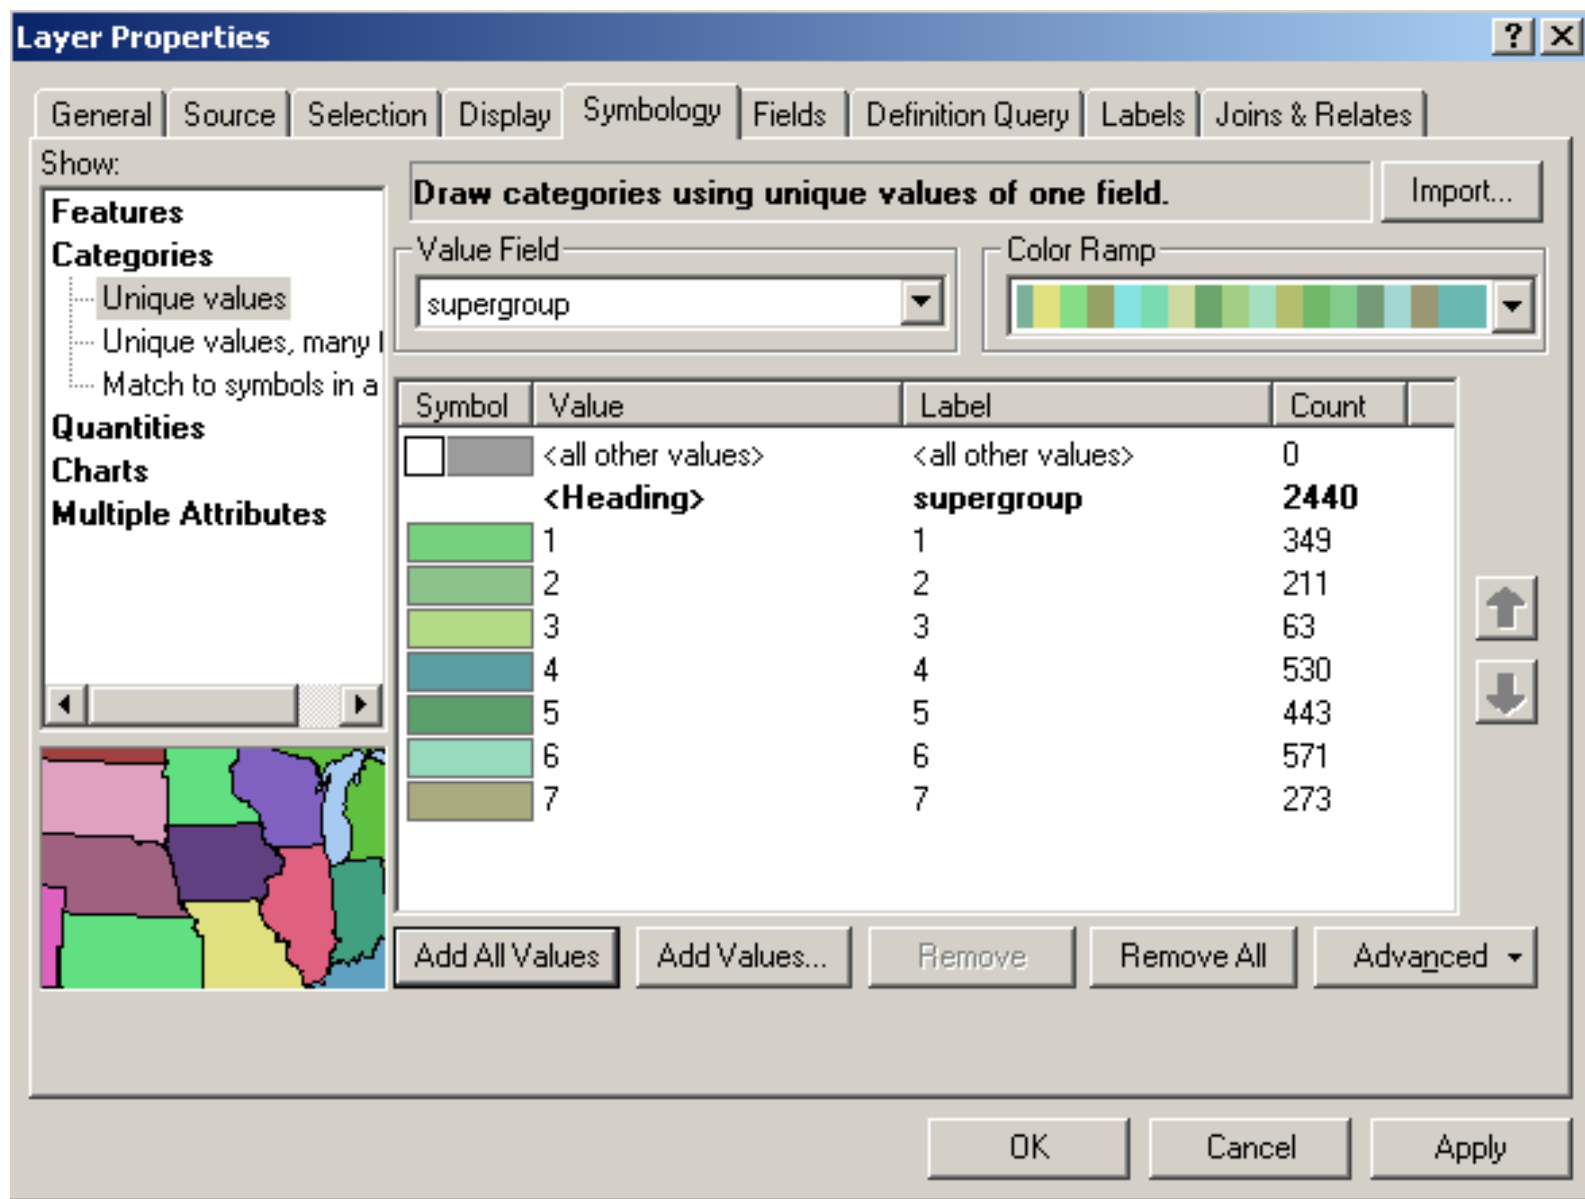 Layer Properties
General Source Selection Display Symbology Fields Definition Query Labels Joins & Relates
Show:
Features
Categories
Unique values
Unique values, many
Match to symbols in a
Quantities
Charts
Multiple Attributes
Draw categories using unique values of one field.
Import...
Value Field
supergroup
Color Ramp
Symbol Value Label Count
<all other values> <all other values> 0
<Heading> supergroup 2440
1 1 349
2 2 211
3 3 63
4 4 530
5 5 443
6 6 571
7 7 273
Add All Values Add Values... Remove Remove All Advanced
OK Cancel Apply